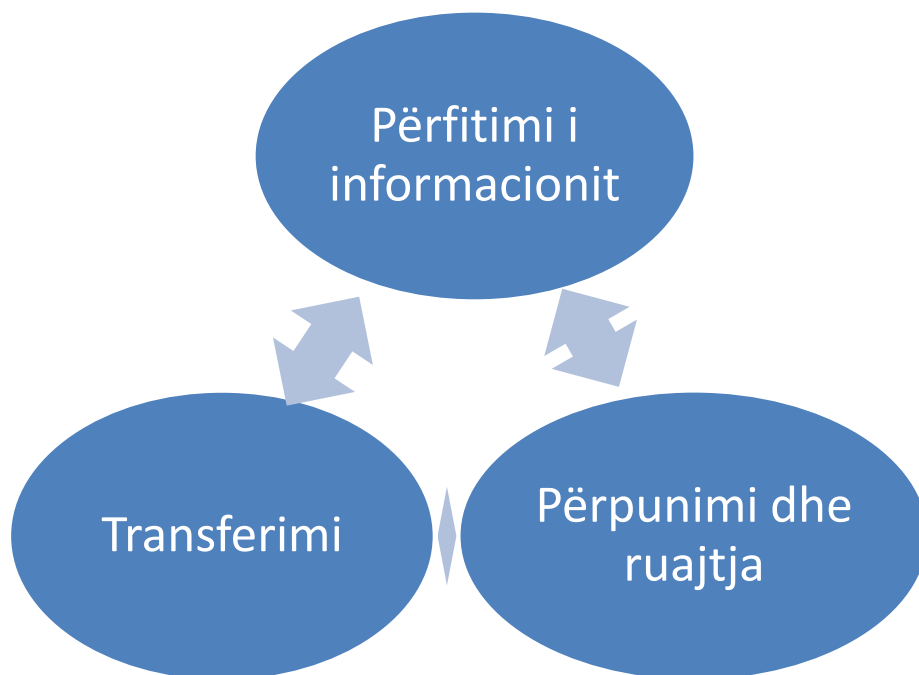 Përfitimi i
informacionit
Transferimi
Përpunimi dhe
ruajtja